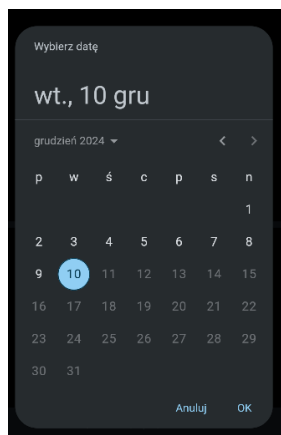 Wybierz datę
wt., 10 gru
grudzień 2024
p w ś c p s n
1
2 3 4 5 6 7 8
9 10 11 12 13 14 15
16 17 18 19 20 21 22
23 24 25 26 27 28 29
30 31
Anuluj OK